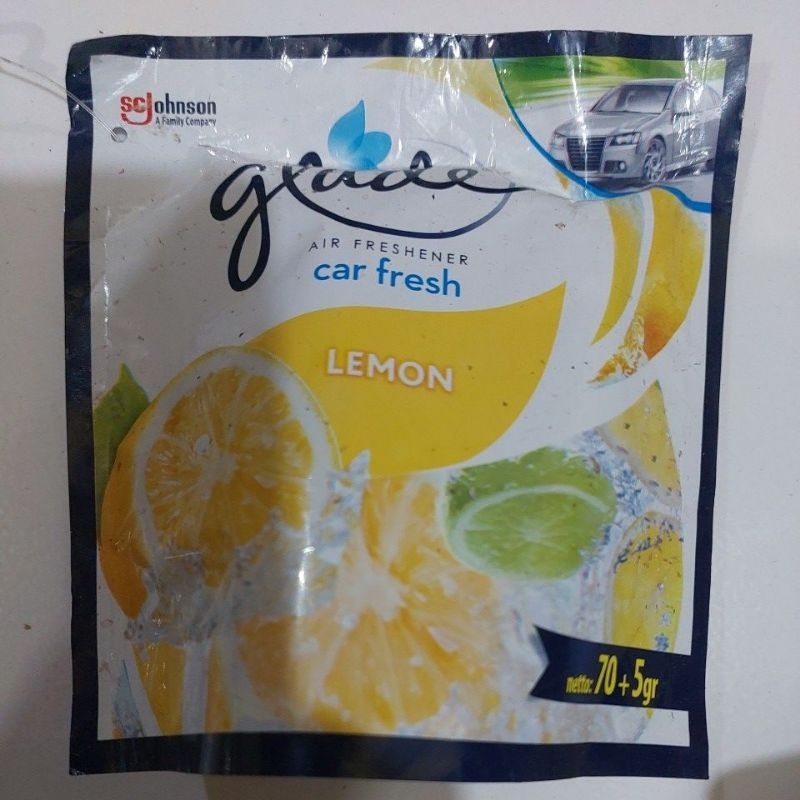 SCJohnson
A Family Company
glade
AIR FRESHENER
car fresh
LEMON
netto: 70 + 5gr